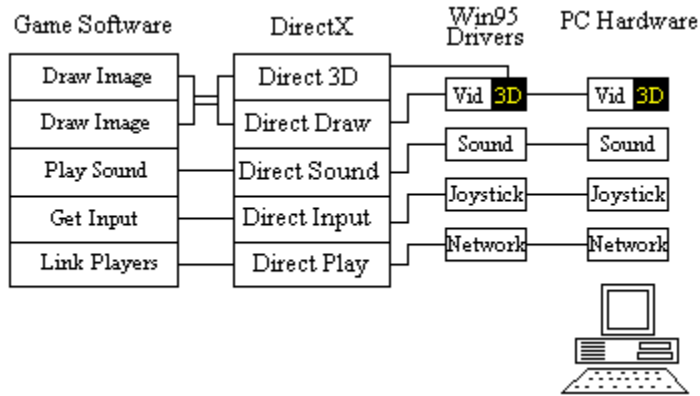 Game Software
DirectX
Win95
Drivers
PC Hardware
Draw Image
Direct 3D
Vid 3D
Vid 3D
Draw Image
Direct Draw
Play Sound
Direct Sound
Sound
Sound
Get Input
Direct Input
Joystick
Joystick
Link Players
Direct Play
Network
Network